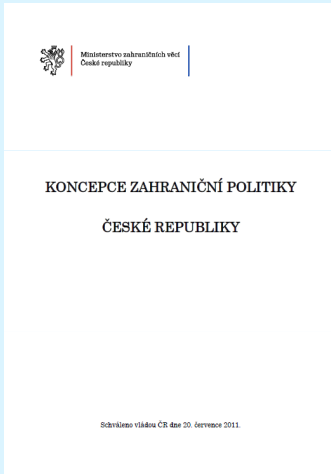 Ministerstvo zahraničních věcí
České republiky
KONCEPCE ZAHRANIČNÍ POLITIKY
ČESKÉ REPUBLIKY
Schváleno vládou ČR dne 20. července 2011.